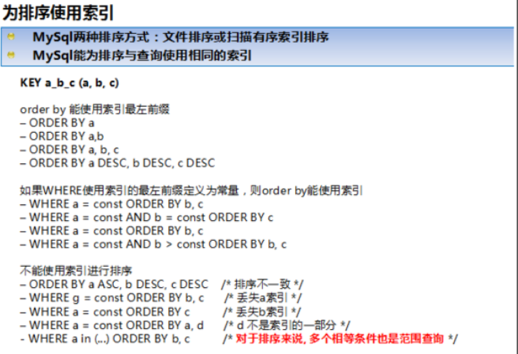 为排序使用索引
MySql两种排序方式：文件排序或扫描有序索引排序
MySql能为排序与查询使用相同的索引
KEY a_b_c (a, b, c)
order by 能使用索引最左前缀
– ORDER BY a
– ORDER BY a,b
– ORDER BY a, b, c
– ORDER BY a DESC, b DESC, c DESC
如果WHERE使用索引的最左前缀定义为常量，则order by能使用索引
– WHERE a = const ORDER BY b, c
– WHERE a = const AND b = const ORDER BY c
– WHERE a = const ORDER BY b, c
– WHERE a = const AND b > const ORDER BY b, c
不能使用索引进行排序
– ORDER BY a ASC, b DESC, c DESC /* 排序不一致 */
– WHERE g = const ORDER BY b, c /* 丢失a索引 */
– WHERE a = const ORDER BY c /* 丢失b索引 */
– WHERE a = const ORDER BY a, d /* d 不是索引的一部分 */
- WHERE a in (...) ORDER BY b, c /* 对于排序来说, 多个相等条件也是范围查询 */